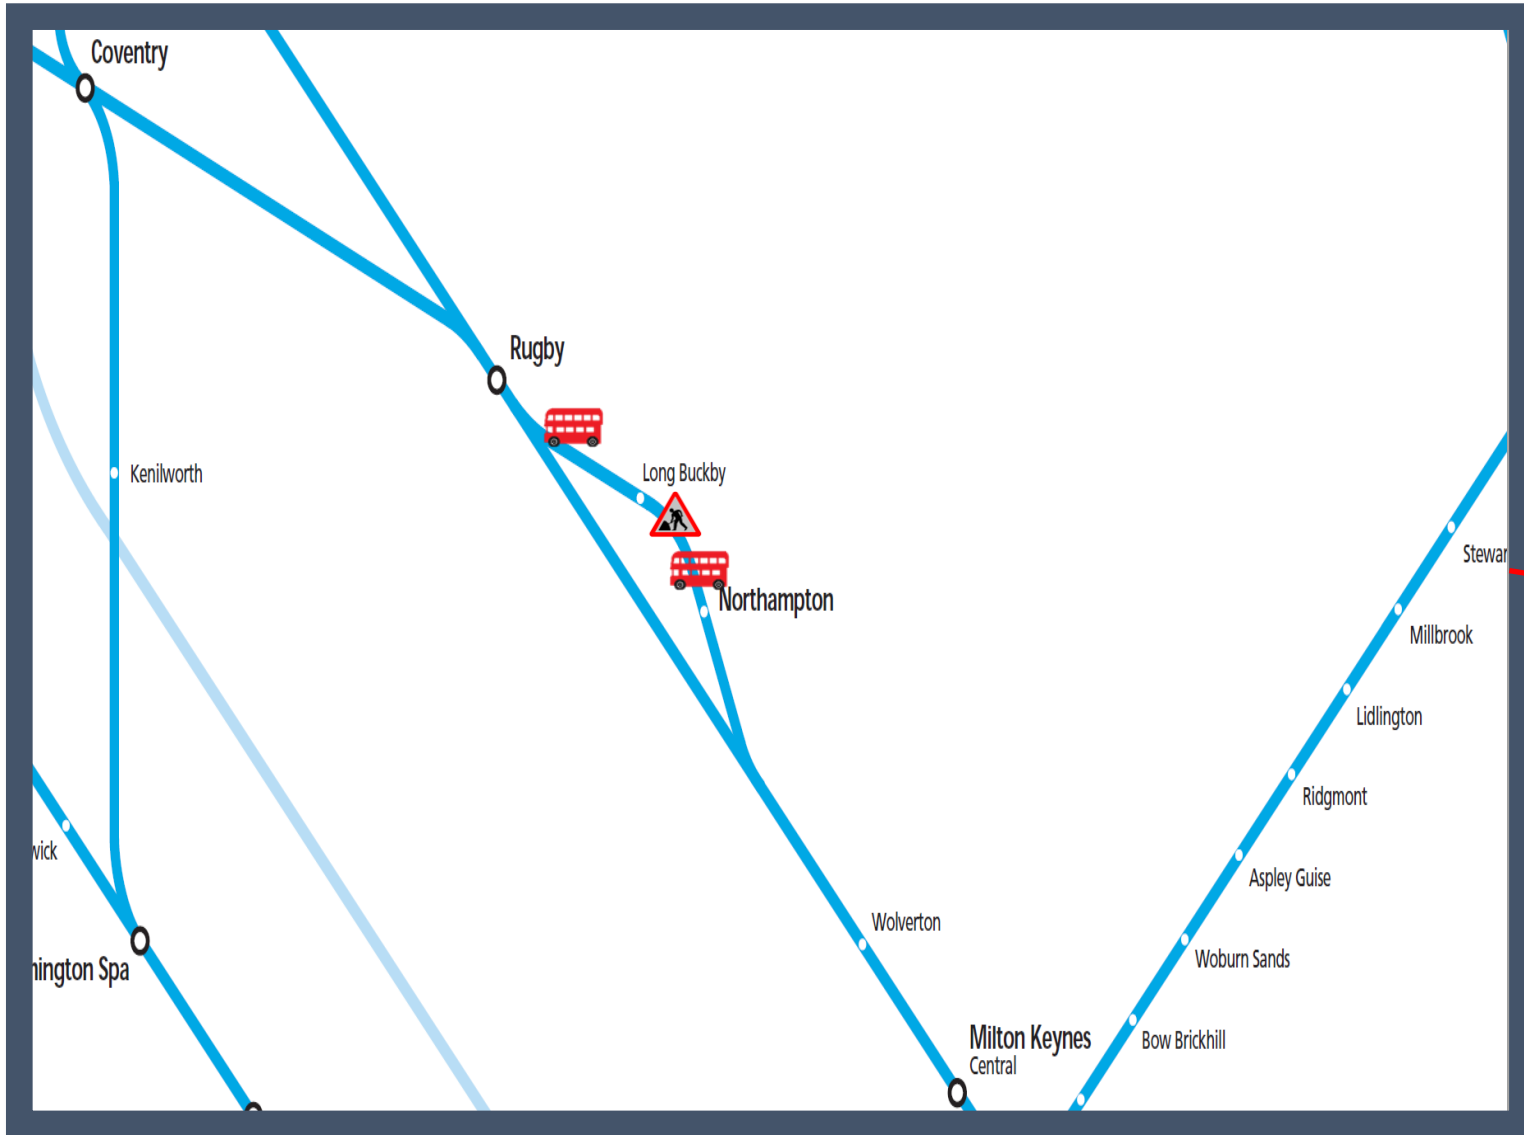 Coventry
Rugby
Long Buckby
Kenilworth
Northampton
Millbrook
Lidlington
Ridgmont
Aspley Guise
Wolverton
Woburn Sands
Spa
Milton Keynes
Central
Bow Brickhill